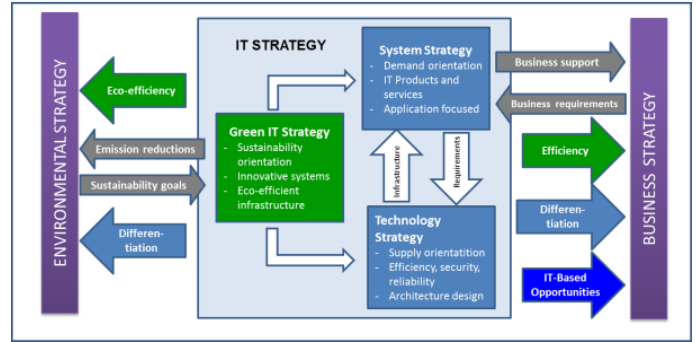 ENVIRONMENTAL STRATEGY
Eco-efficiency
Emission reductions
Sustainability goals
Differen-
tiation
IT STRATEGY
Green IT Strategy
- Sustainability
orientation
- Innovative systems
- Eco-efficient
infrastructure
System Strategy
- Demand orientation
- IT Products and
services
- Application focused
Infrastructure
Requirements
Technology
Strategy
- Supply orientatition
- Efficiency, security,
reliability
- Architecture design
Business support
Business requirements
Efficiency
Differen-
tiation
IT-Based
Opportunities
BUSINESS STRATEGY